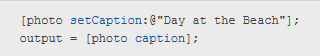 [photo setCaption:@"Day at the Beach"];
output = [photo caption];